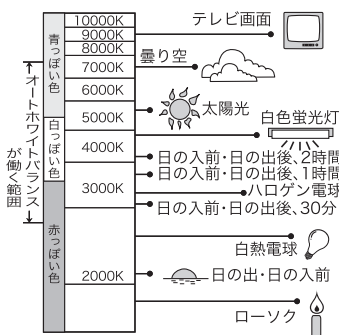 10000K
9000K
8000K
7000K
6000K
5000K
4000K
3000K
2000K
青っぽい色
白っぽい色
赤っぽい色
オートホワイトバランス
が働く範囲
テレビ画面
曇り空
太陽光
白色蛍光灯
日の入前・日の出後、2時間
日の入前・日の出後、1時間
ハロゲン電球
日の入前・日の出後、30分
白熱電球
日の出・日の入前
ローソク